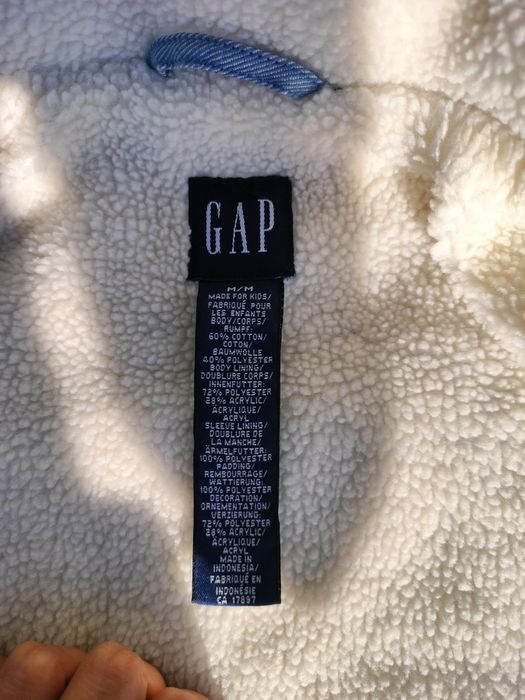 GAP
M/M
MADE FOR KIDS/
FABRIQUÉ POUR
LES ENFANTS
BODY/CORPS/
RUMPF:
60% COTTON/
COTON/
BAUMWOLLE
40% POLYESTER
BODY LINING/
DOUBLURE CORPS/
INNENFUTTER:
72% POLYESTER
28% ACRYLIC/
ACRYLIQUE/
ACRYL
SLEEVE LINING/
DOUBLURE DE
LA MANCHE/
ÄRMELFUTTER:
100% POLYESTER
PADDING/
REMBOURRAGE/
WATTIERUNG:
100% POLYESTER
DECORATION/
ORNEMENTATION/
VERZIERUNG:
72% POLYESTER
28% ACRYLIC/
ACRYLIQUE/
ACRYL
MADE IN
INDONESIA/
FABRIQUÉ EN
INDONÉSIE
CA 17897